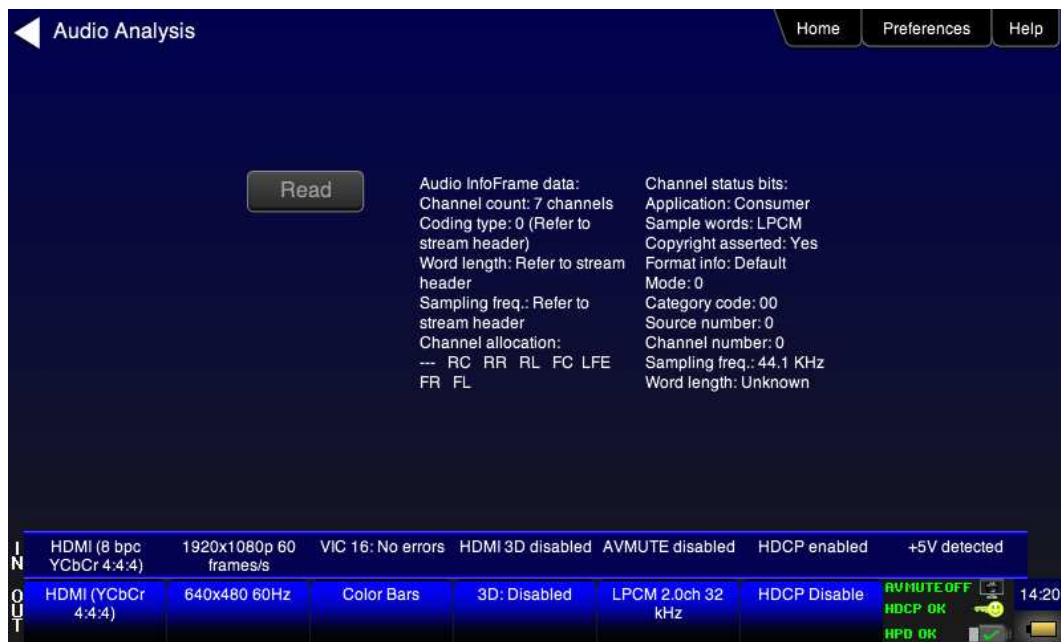 Audio Analysis
Home
Preferences
Help
Read
Audio InfoFrame data:
Channel count: 7 channels
Coding type: 0 (Refer to
stream header)
Word length: Refer to stream
header
Sampling freq.: Refer to
stream header
Channel allocation:
--- RC RR RL FC LFE
FR FL
Channel status bits:
Application: Consumer
Sample words: LPCM
Copyright asserted: Yes
Format info: Default
Mode: 0
Category code: 00
Source number: 0
Channel number: 0
Sampling freq.: 44.1 KHz
Word length: Unknown
IN
HDMI (8 bpc
YCbCr 4:4:4)
1920x1080p 60
frames/s
VIC 16: No errors
HDMI 3D disabled
AVMUTE disabled
HDCP enabled
+5V detected
OUT
HDMI (YCbCr
4:4:4)
640x480 60Hz
Color Bars
3D: Disabled
LPCM 2.0ch 32
kHz
HDCP Disable
AVMUTE OFF
HDCP OK
HPD OK
14:20